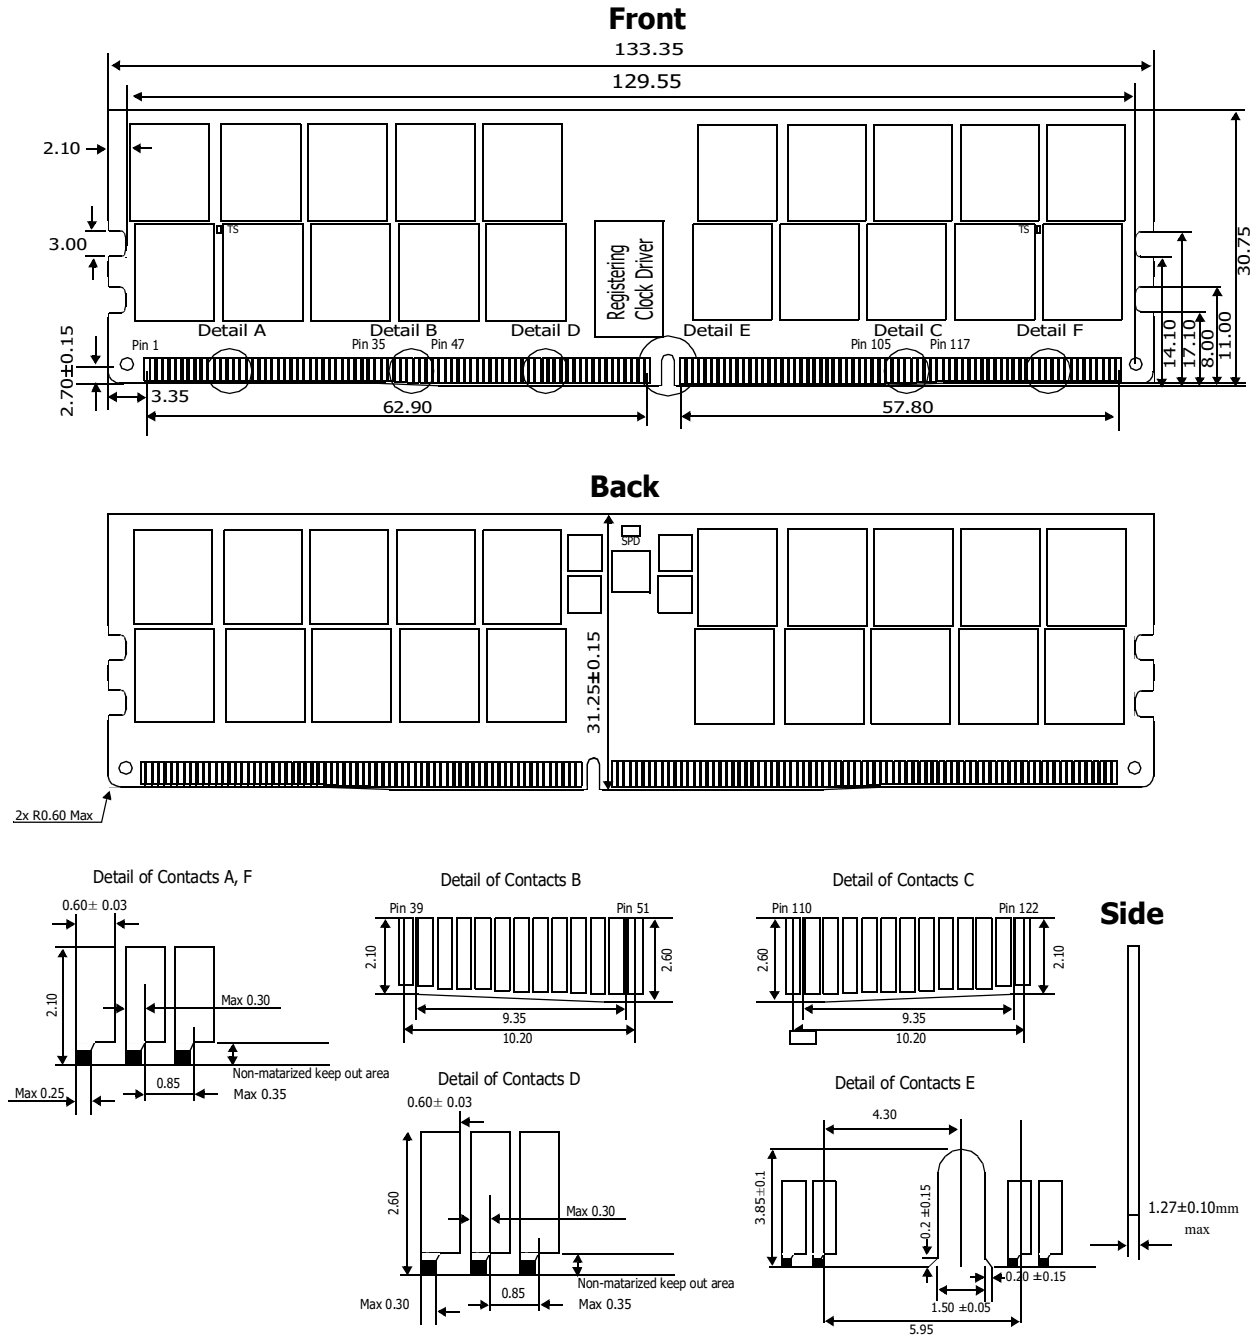 Front
133.35
129.55
2.10
3.00
TS
TS
Registering
Clock Driver
30.75
14.10
17.10
8.00
11.00
Detail A
Detail B
Detail D
Detail E
Detail C
Detail F
Pin 1
Pin 35
Pin 47
Pin 105
Pin 117
2.70±0.15
3.35
62.90
57.80
Back
SPD
31.25±0.15
2x R0.60 Max
Detail of Contacts A, F
0.60± 0.03
2.10
Max 0.30
Non-matarized keep out area
Max 0.25
0.85
Max 0.35
Detail of Contacts B
Pin 39
Pin 51
2.10
2.60
9.35
10.20
Detail of Contacts C
Pin 110
Pin 122
2.60
2.10
9.35
10.20
Side
1.27±0.10mm
max
Detail of Contacts D
0.60± 0.03
2.60
Max 0.30
Non-matarized keep out area
Max 0.30
0.85
Max 0.35
Detail of Contacts E
4.30
3.85±0.1
0.2 ±0.15
0.20 ±0.15
1.50 ±0.05
5.95